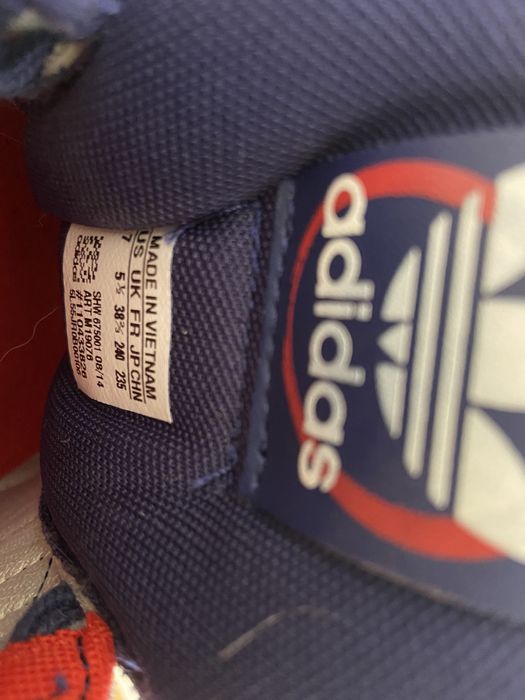 MADE IN VIETNAM
US UK FR JP CHN
7 5½ 38⅔ 240 235
SHW 675001 08/14
ART M19078
adidas